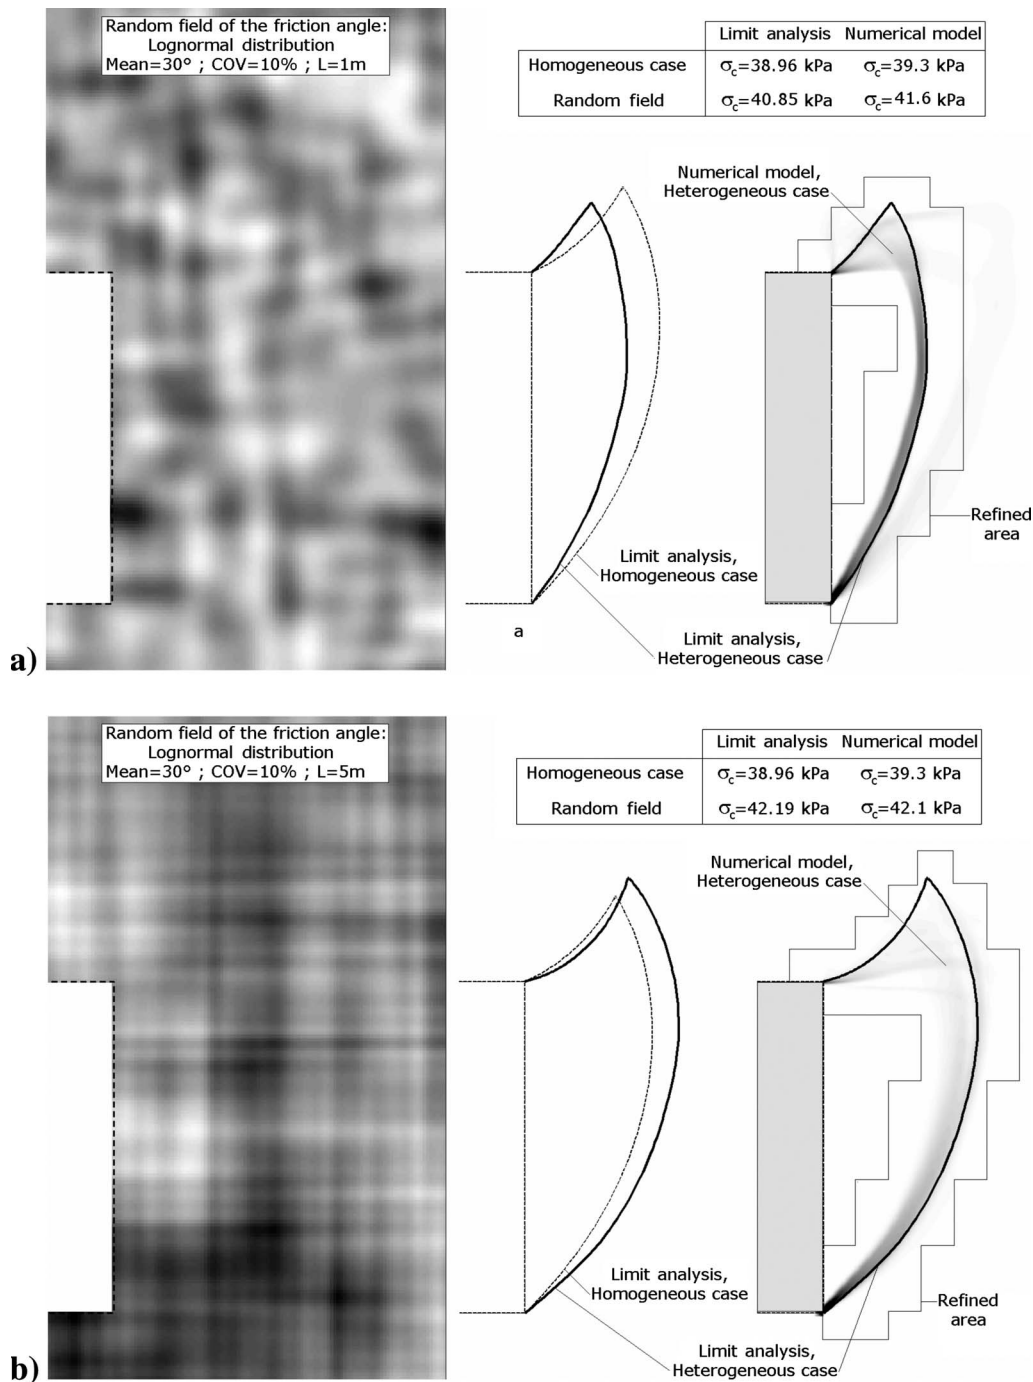 Random field of the friction angle:
Lognormal distribution
Mean=30° ; COV=10% ; L=1m
Limit analysis Numerical model
Homogeneous case σc=38.96 kPa σc=39.3 kPa
Random field σc=40.85 kPa σc=41.6 kPa
Numerical model,
Heterogeneous case
Refined
area
Limit analysis,
Homogeneous case
a
Limit analysis,
Heterogeneous case
a)
Random field of the friction angle:
Lognormal distribution
Mean=30° ; COV=10% ; L=5m
Limit analysis Numerical model
Homogeneous case σc=38.96 kPa σc=39.3 kPa
Random field σc=42.19 kPa σc=42.1 kPa
Numerical model,
Heterogeneous case
Limit analysis,
Homogeneous case
Refined
area
Limit analysis,
Heterogeneous case
b)